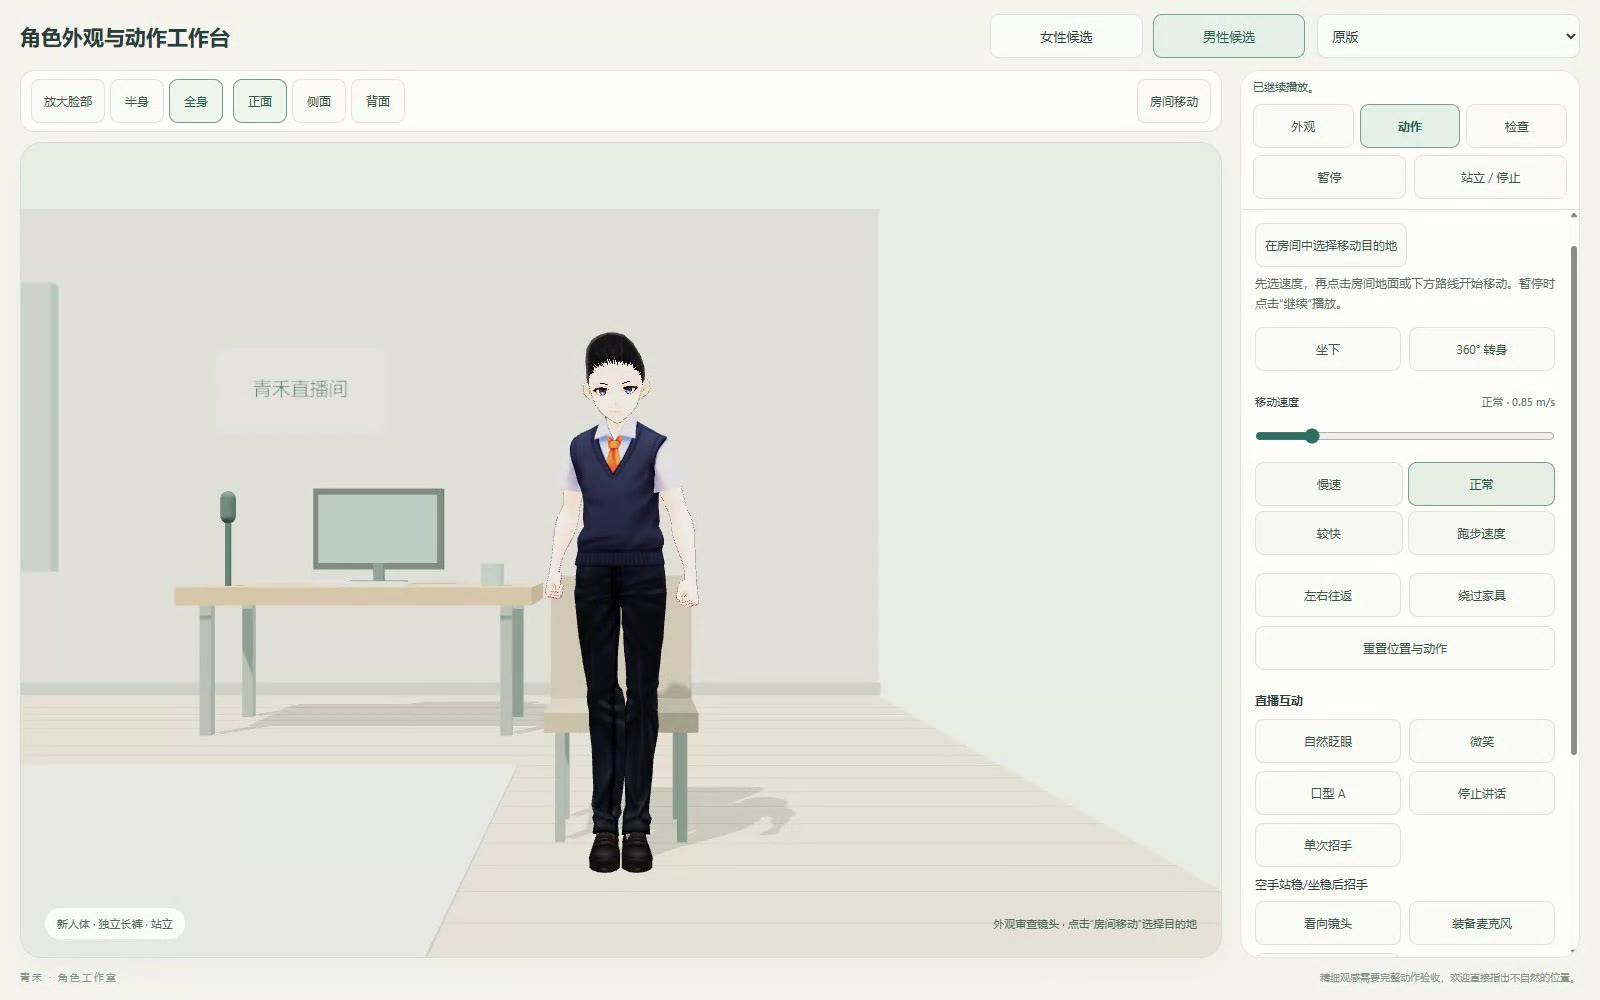 角色外观与动作工作台
女性候选
男性候选
原版
放大脸部
半身
全身
正面
侧面
背面
房间移动
已继续播放。
外观
动作
检查
暂停
站立 / 停止
在房间中选择移动目的地
先选速度，再点击房间地面或下方路线开始移动。暂停时
点击“继续”播放。
坐下
360° 转身
移动速度
正常 · 0.85 m/s
慢速
正常
较快
跑步速度
左右往返
绕过家具
重置位置与动作
直播互动
自然眨眼
微笑
口型 A
停止讲话
单次招手
空手站稳/坐稳后招手
看向镜头
装备麦克风
青禾直播间
新人体 · 独立长裤 · 站立
外观审查镜头 · 点击“房间移动”选择目的地
青禾 · 角色工作室
精细观感需要完整动作验收，欢迎直接指出不自然的位置。